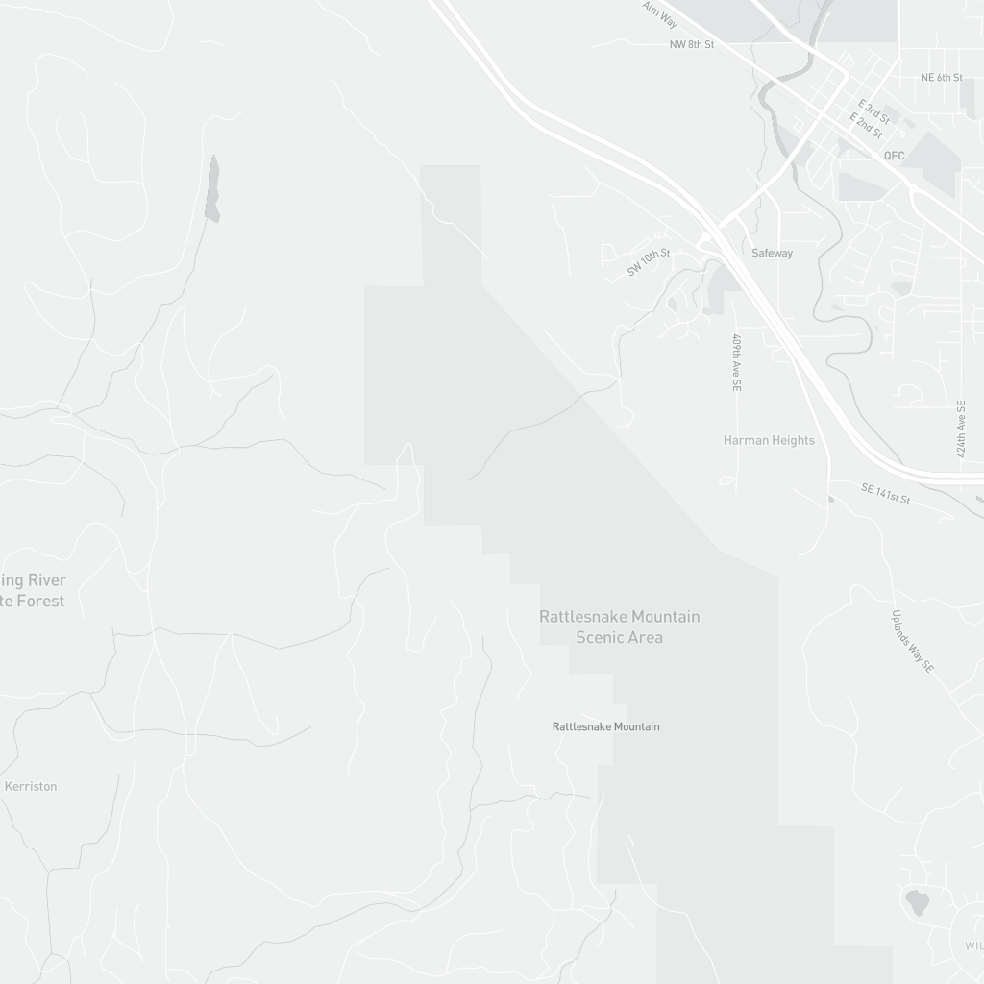 Alm Way
NW 8th St
NE 6th St
E 3rd St
E 2nd St
QFC
SW 10th St
Safeway
409th Ave SE
424th Ave SE
Harman Heights
SE 141st St
ing River
te Forest
Rattlesnake Mountain
Scenic Area
Uplands Way SE
Rattlesnake Mountain
Kerriston
WIL